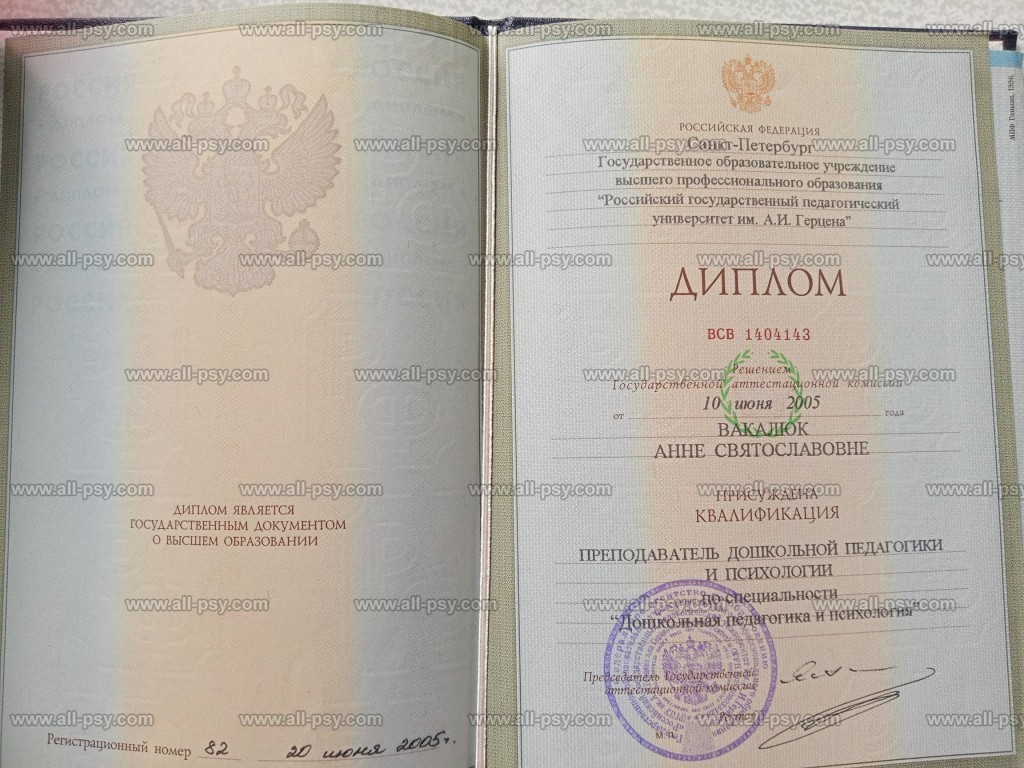 ДИПЛОМ ЯВЛЯЕТСЯ
ГОСУДАРСТВЕННЫМ ДОКУМЕНТОМ
О ВЫСШЕМ ОБРАЗОВАНИИ
Регистрационный номер 82 20 июня 2005г.
РОССИЙСКАЯ ФЕДЕРАЦИЯ
Санкт-Петербург
Государственное образовательное учреждение
высшего профессионального образования
"Российский государственный педагогический
университет им. А.И. Герцена"
ДИПЛОМ
ВСВ 1404143
Решением
Государственной аттестационной комиссии
от 10 июня 2005 года
ВАКАЛЮК
АННЕ СВЯТОСЛАВОВНЕ
ПРИСУЖДЕНА
КВАЛИФИКАЦИЯ
ПРЕПОДАВАТЕЛЬ ДОШКОЛЬНОЙ ПЕДАГОГИКИ
И ПСИХОЛОГИИ
по специальности
"Дошкольная педагогика и психология"
Председатель Государственной
аттестационной комиссии
Ректор
www.all-psy.com